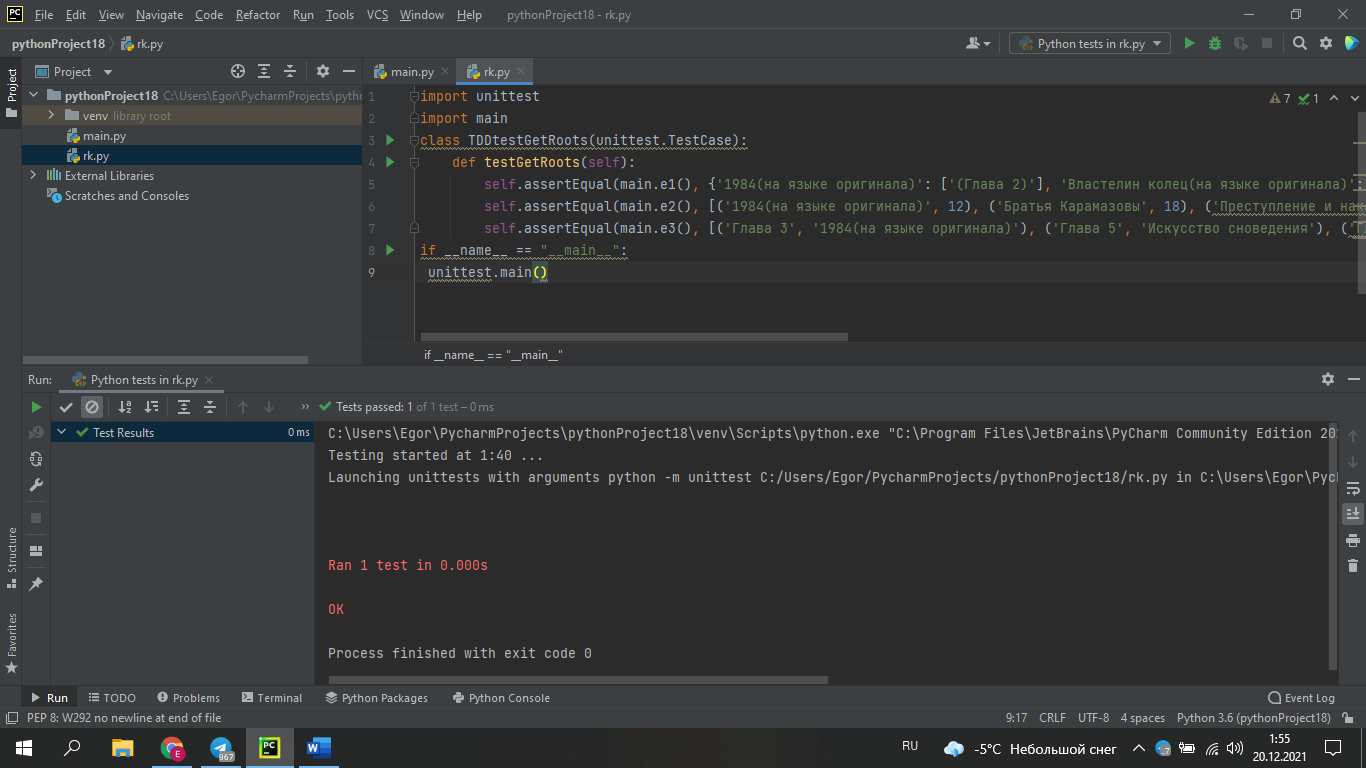 File Edit View Navigate Code Refactor Run Tools VCS Window Help pythonProject18 - rk.py
pythonProject18 rk.py Python tests in rk.py
Project main.py rk.py
pythonProject18 C:\Users\Egor\PycharmProjects\pytho
venv library root
main.py
rk.py
External Libraries
Scratches and Consoles
Project
7 1
1 import unittest
2 import main
3 class TDDtestGetRoots(unittest.TestCase):
4 def testGetRoots(self):
5 self.assertEqual(main.e1(), {'1984(на языке оригинала)': ['(Глава 2)'], 'Властелин колец(на языке оригинала)':
6 self.assertEqual(main.e2(), [('1984(на языке оригинала)', 12), ('Братья Карамазовы', 18), ('Преступление и нак
7 self.assertEqual(main.e3(), [('Глава 3', '1984(на языке оригинала)'), ('Глава 5', 'Искусство сноведения'), ('Г
8 if __name__ == "__main__":
9 unittest.main()
if __name__ == "__main__"
Run: Python tests in rk.py
Tests passed: 1 of 1 test – 0 ms
Test Results 0 ms
C:\Users\Egor\PycharmProjects\pythonProject18\venv\Scripts\python.exe "C:\Program Files\JetBrains\PyCharm Community Edition 202
Testing started at 1:40 ...
Launching unittests with arguments python -m unittest C:/Users/Egor/PycharmProjects/pythonProject18/rk.py in C:\Users\Egor\Pych
Ran 1 test in 0.000s
OK
Process finished with exit code 0
Structure
Favorites
Run TODO Problems Terminal Python Packages Python Console Event Log
PEP 8: W292 no newline at end of file 9:17 CRLF UTF-8 4 spaces Python 3.6 (pythonProject18)
E 967 PC W RU -5°C Небольшой снег 1:55
20.12.2021